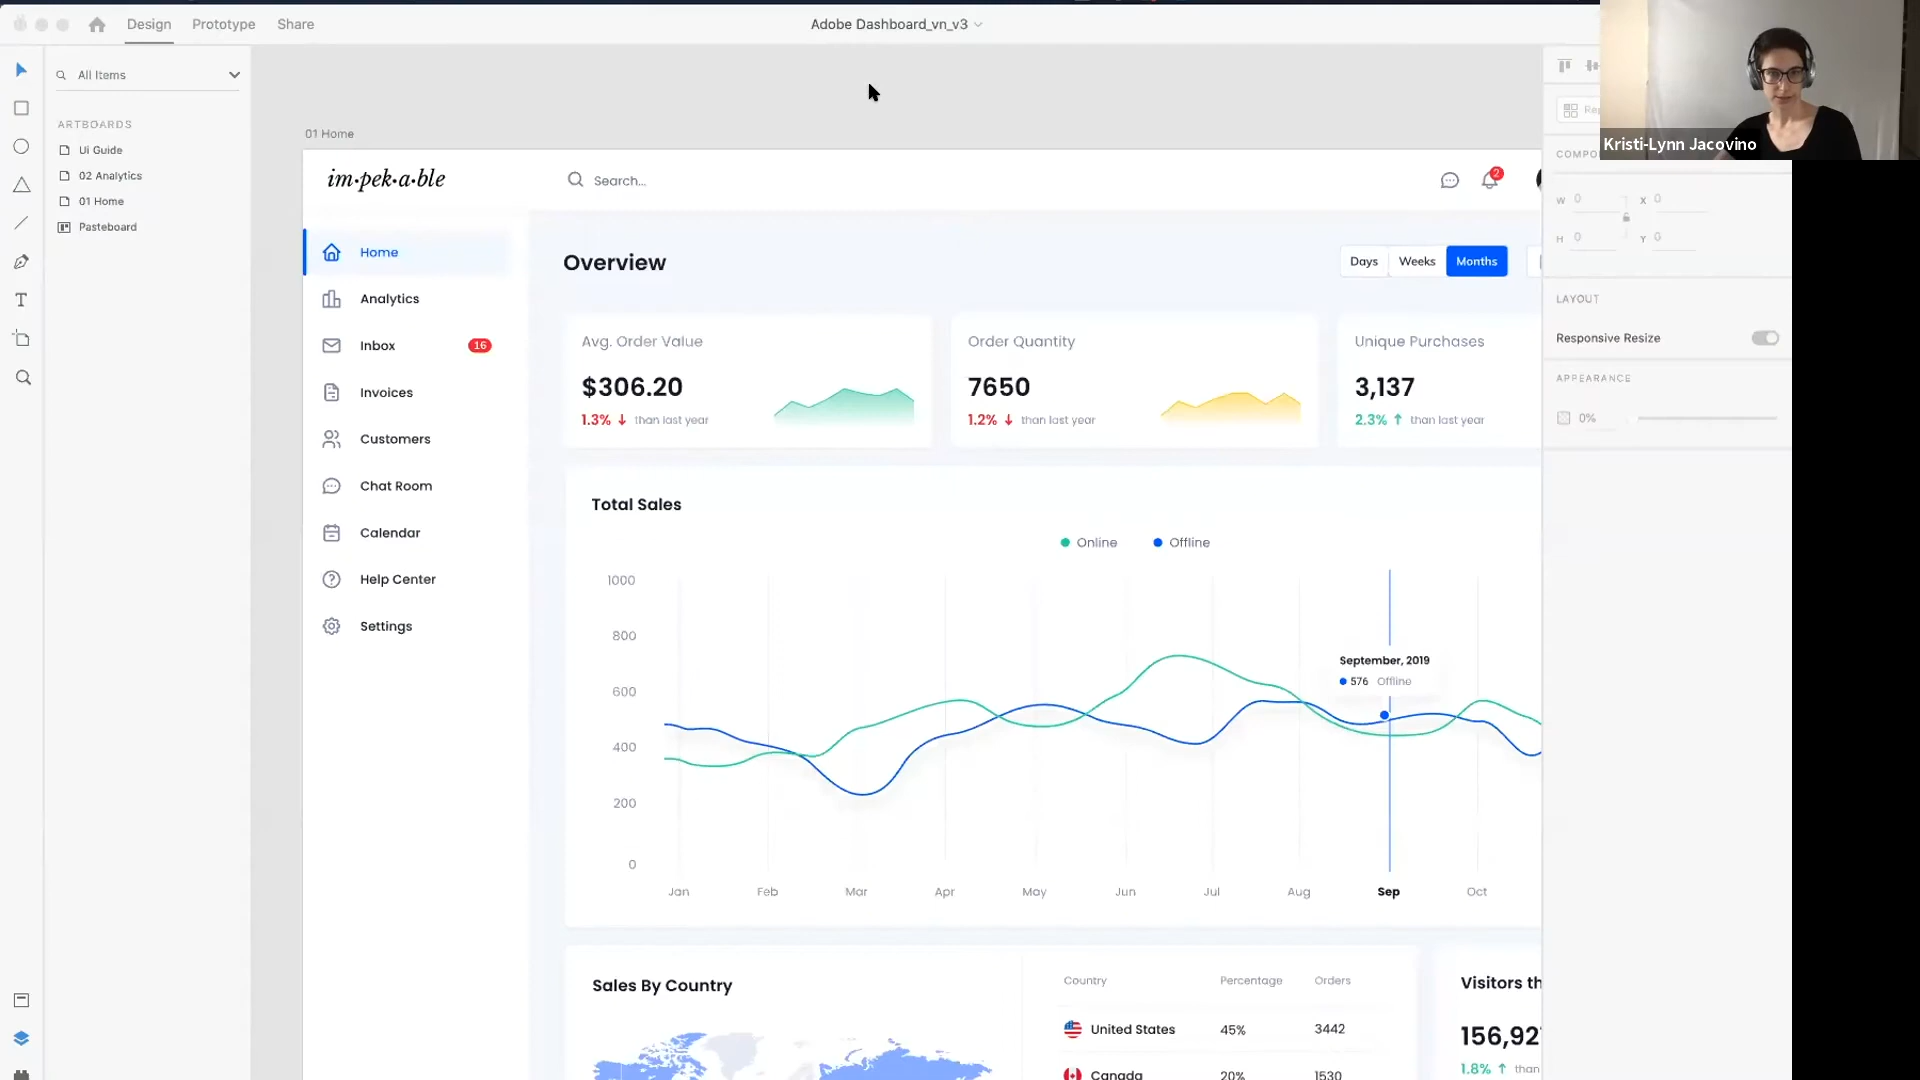 Design Prototype Share
Adobe Dashboard_vn_v3
All Items
ARTBOARDS
Ui Guide
02 Analytics
01 Home
Pasteboard
01 Home
im·pek·a·ble
Search...
2
Home
Analytics
Inbox 16
Invoices
Customers
Chat Room
Calendar
Help Center
Settings
Overview
Days Weeks Months
Avg. Order Value
$306.20
1.3% ↓ than last year
Order Quantity
7650
1.2% ↓ than last year
Unique Purchases
3,137
2.3% ↑ than last year
Total Sales
Online Offline
1000
800
600
400
200
0
September, 2019
576 Offline
Jan Feb Mar Apr May Jun Jul Aug Sep Oct
Sales By Country
Country Percentage Orders
United States 45% 3442
Canada 20% 1530
Visitors th
156,92
1.8% ↑ than
Kristi-Lynn Jacovino
Re
COMPO
W 0 X 0
H 0 Y 0
LAYOUT
Responsive Resize
APPEARANCE
0%